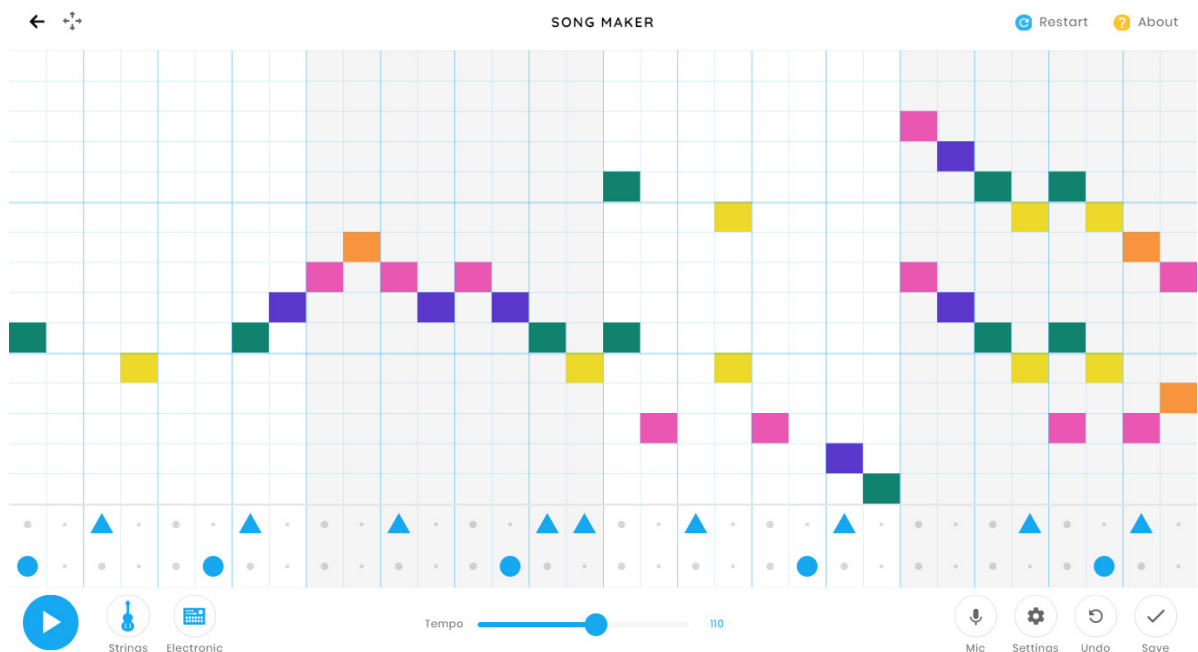 SONG MAKER
Restart
? About
Tempo
110
Strings
Electronic
Mic
Settings
Undo
Save